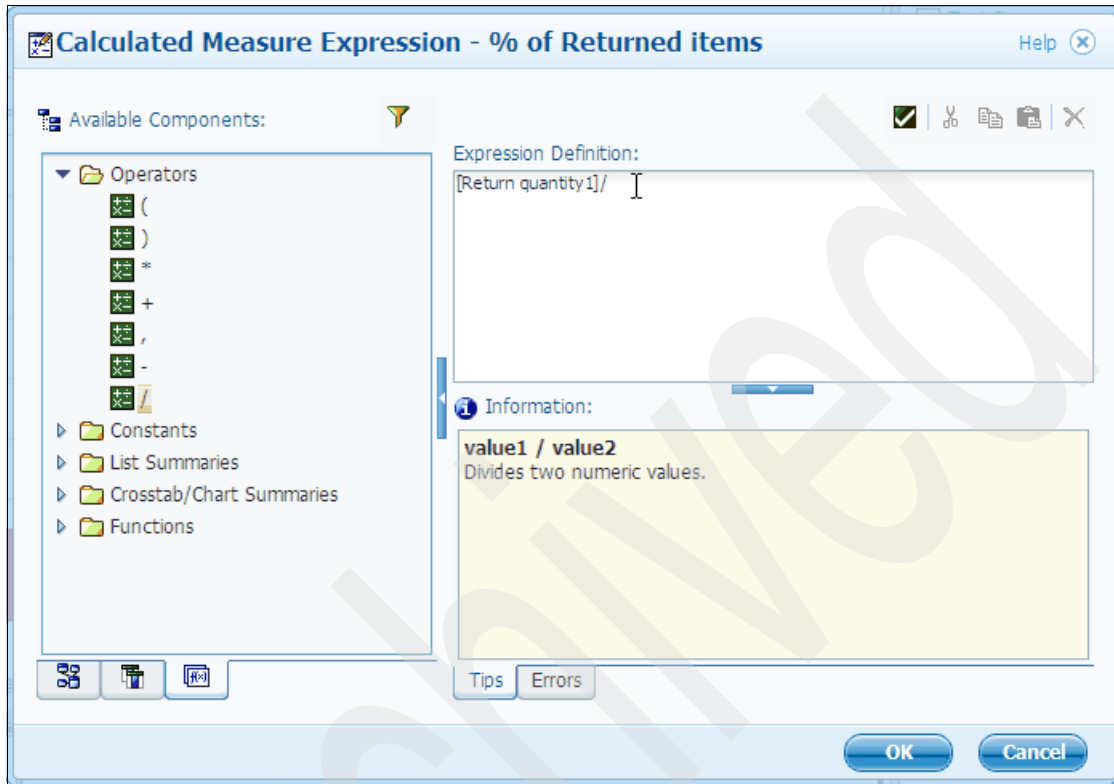 Calculated Measure Expression - % of Returned items
Help
Available Components:
Operators
(
)
*
+
,
-
/
Constants
List Summaries
Crosstab/Chart Summaries
Functions
Expression Definition:
[Return quantity1]/
Information:
value1 / value2
Divides two numeric values.
Tips
Errors
OK
Cancel